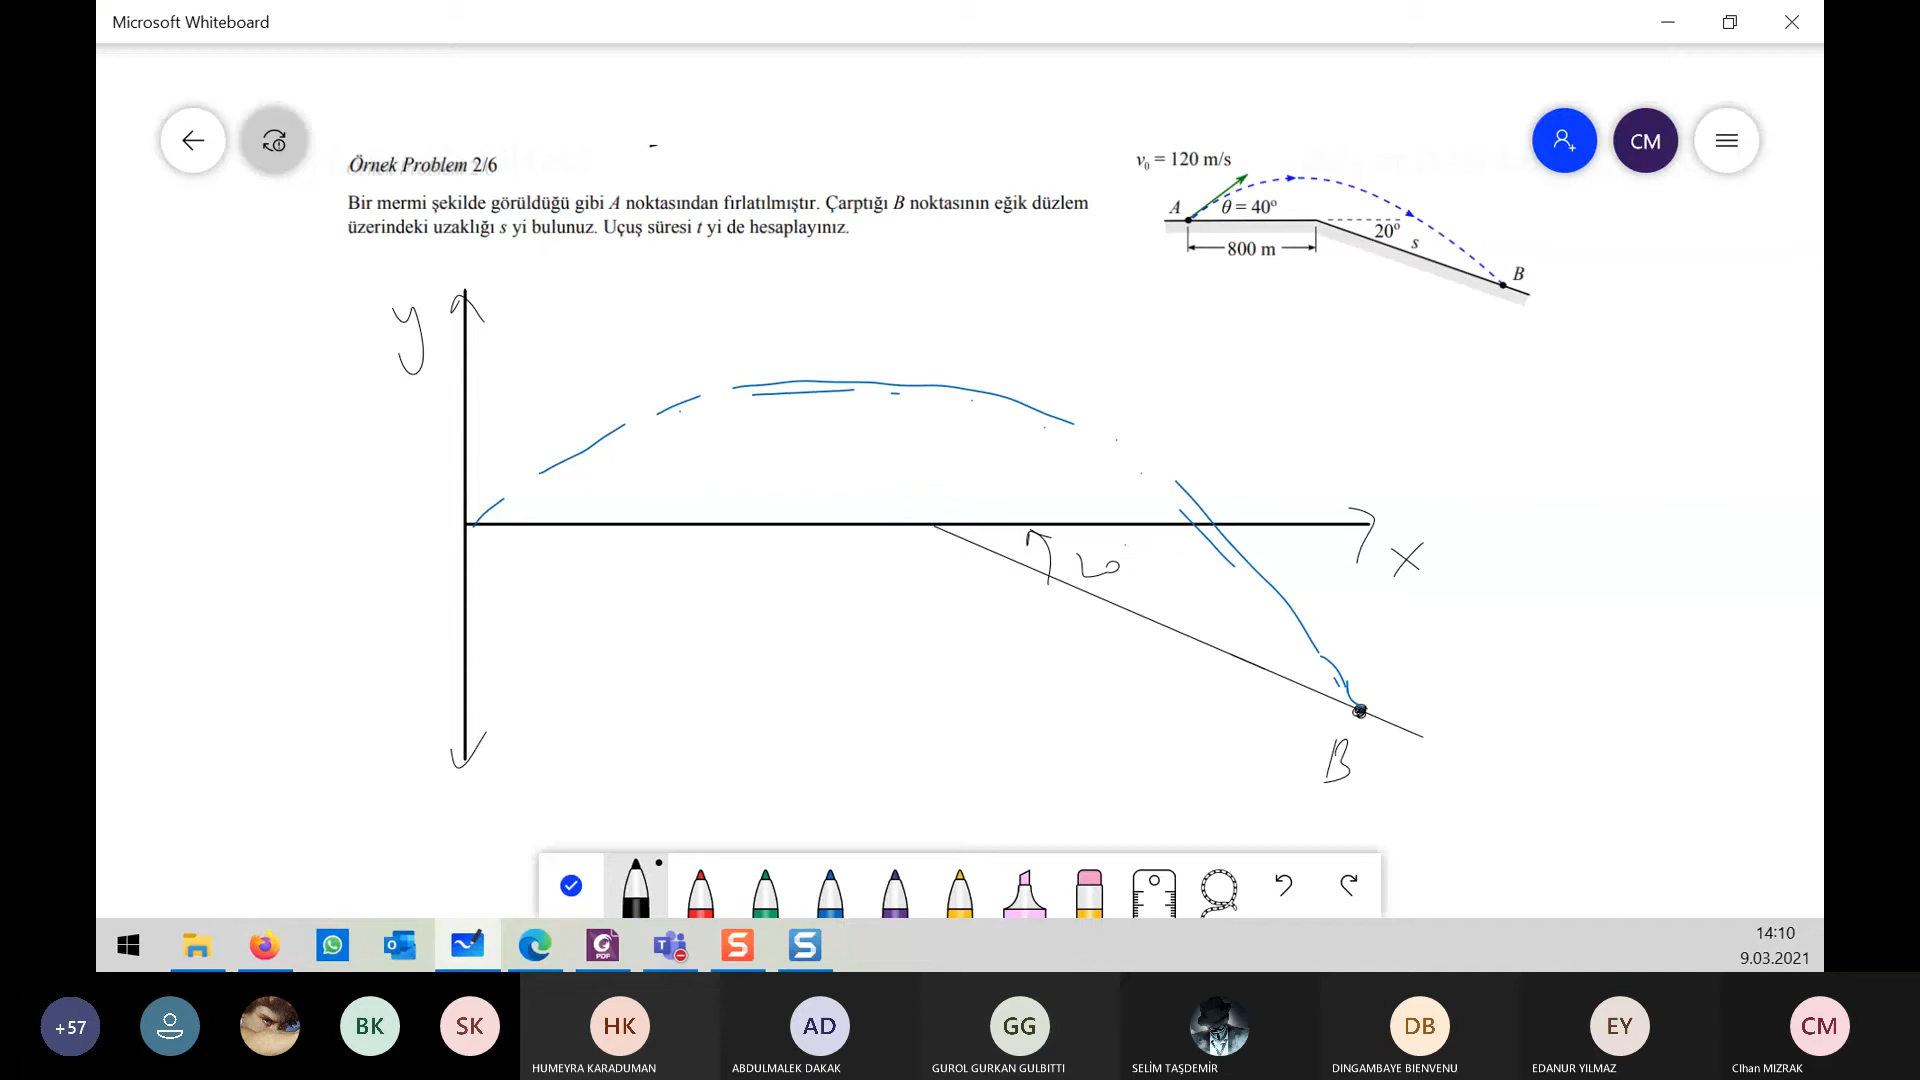 Microsoft Whiteboard
CM
Örnek Problem 2/6
Bir mermi şekilde görüldüğü gibi A noktasından fırlatılmıştır. Çarptığı B noktasının eğik düzlem
üzerindeki uzaklığı s yi bulunuz. Uçuş süresi t yi de hesaplayınız.
v₀ = 120 m/s
A
θ = 40°
20°
s
800 m
B
y
20
x
B
PDF
14:10
9.03.2021
+57
BK
SK
HK
AD
GG
DB
EY
CM
HUMEYRA KARADUMAN
ABDULMALEK DAKAK
GUROL GURKAN GULBITTI
SELİM TAŞDEMİR
DINGAMBAYE BIENVENU
EDANUR YILMAZ
CIhan MIZRAK